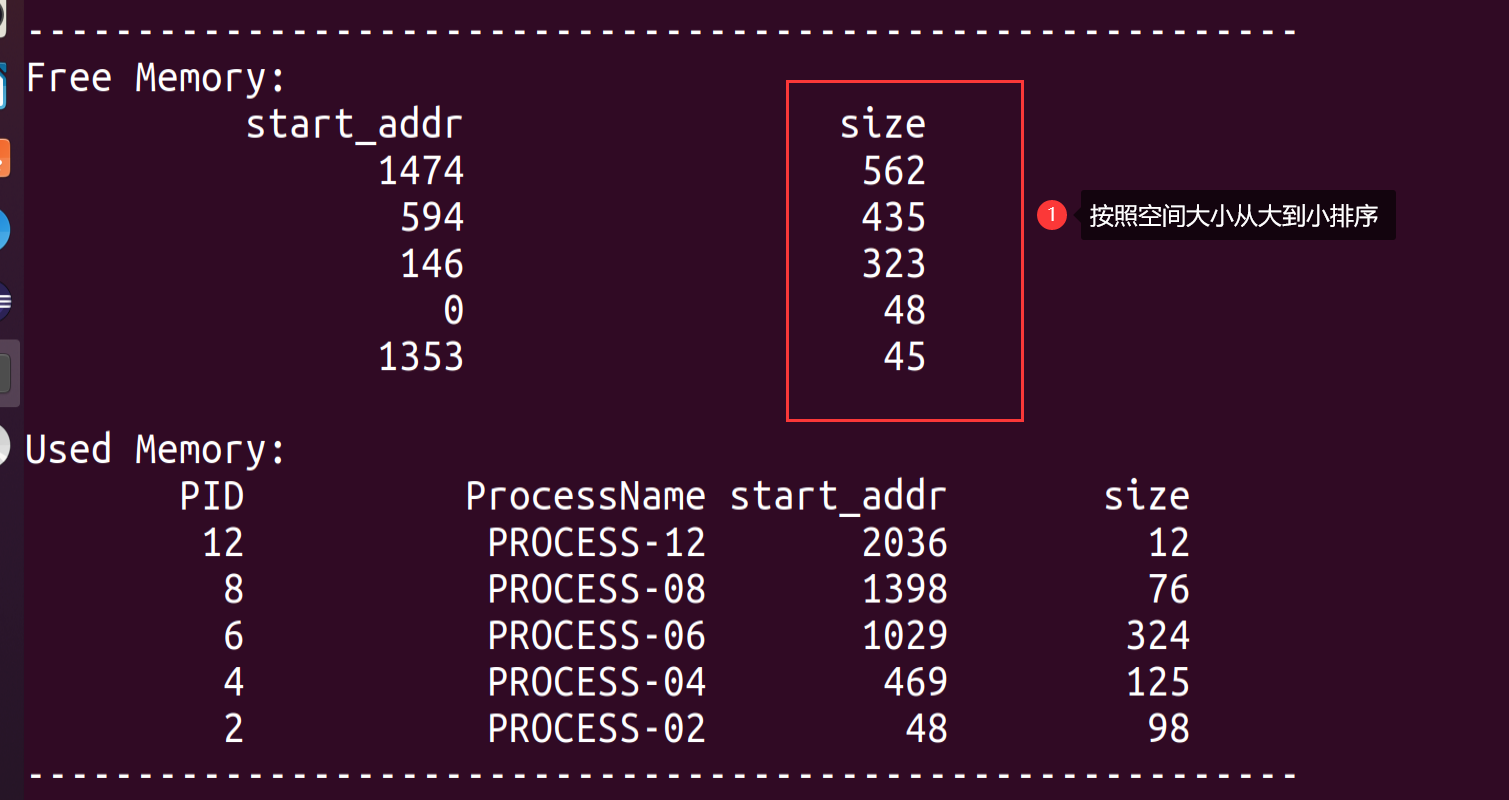 ------------------------------------------------------------
Free Memory:
start_addr size
1474 562
594 435
1 按照空间大小从大到小排序
146 323
0 48
1353 45
Used Memory:
PID ProcessName start_addr size
12 PROCESS-12 2036 12
8 PROCESS-08 1398 76
6 PROCESS-06 1029 324
4 PROCESS-04 469 125
2 PROCESS-02 48 98
------------------------------------------------------------